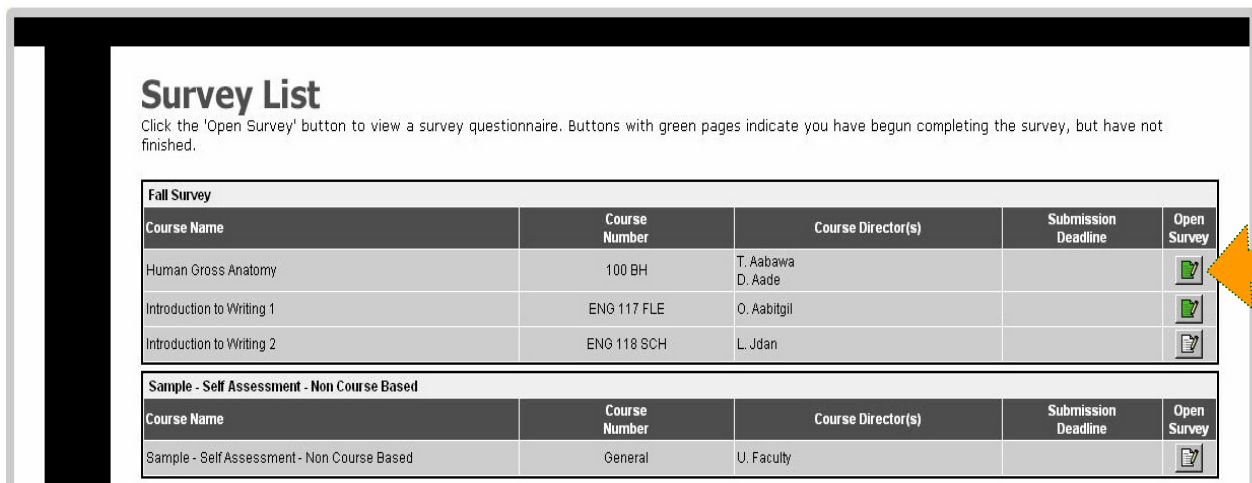 Survey List
Click the 'Open Survey' button to view a survey questionnaire. Buttons with green pages indicate you have begun completing the survey, but have not
finished.
Fall Survey
Course Name Course Number Course Director(s) Submission Deadline Open Survey
Human Gross Anatomy 100 BH T. Aabawa D. Aade
Introduction to Writing 1 ENG 117 FLE O. Aabitgil
Introduction to Writing 2 ENG 118 SCH L. Jdan
Sample - Self Assessment - Non Course Based
Course Name Course Number Course Director(s) Submission Deadline Open Survey
Sample - Self Assessment - Non Course Based General U. Faculty